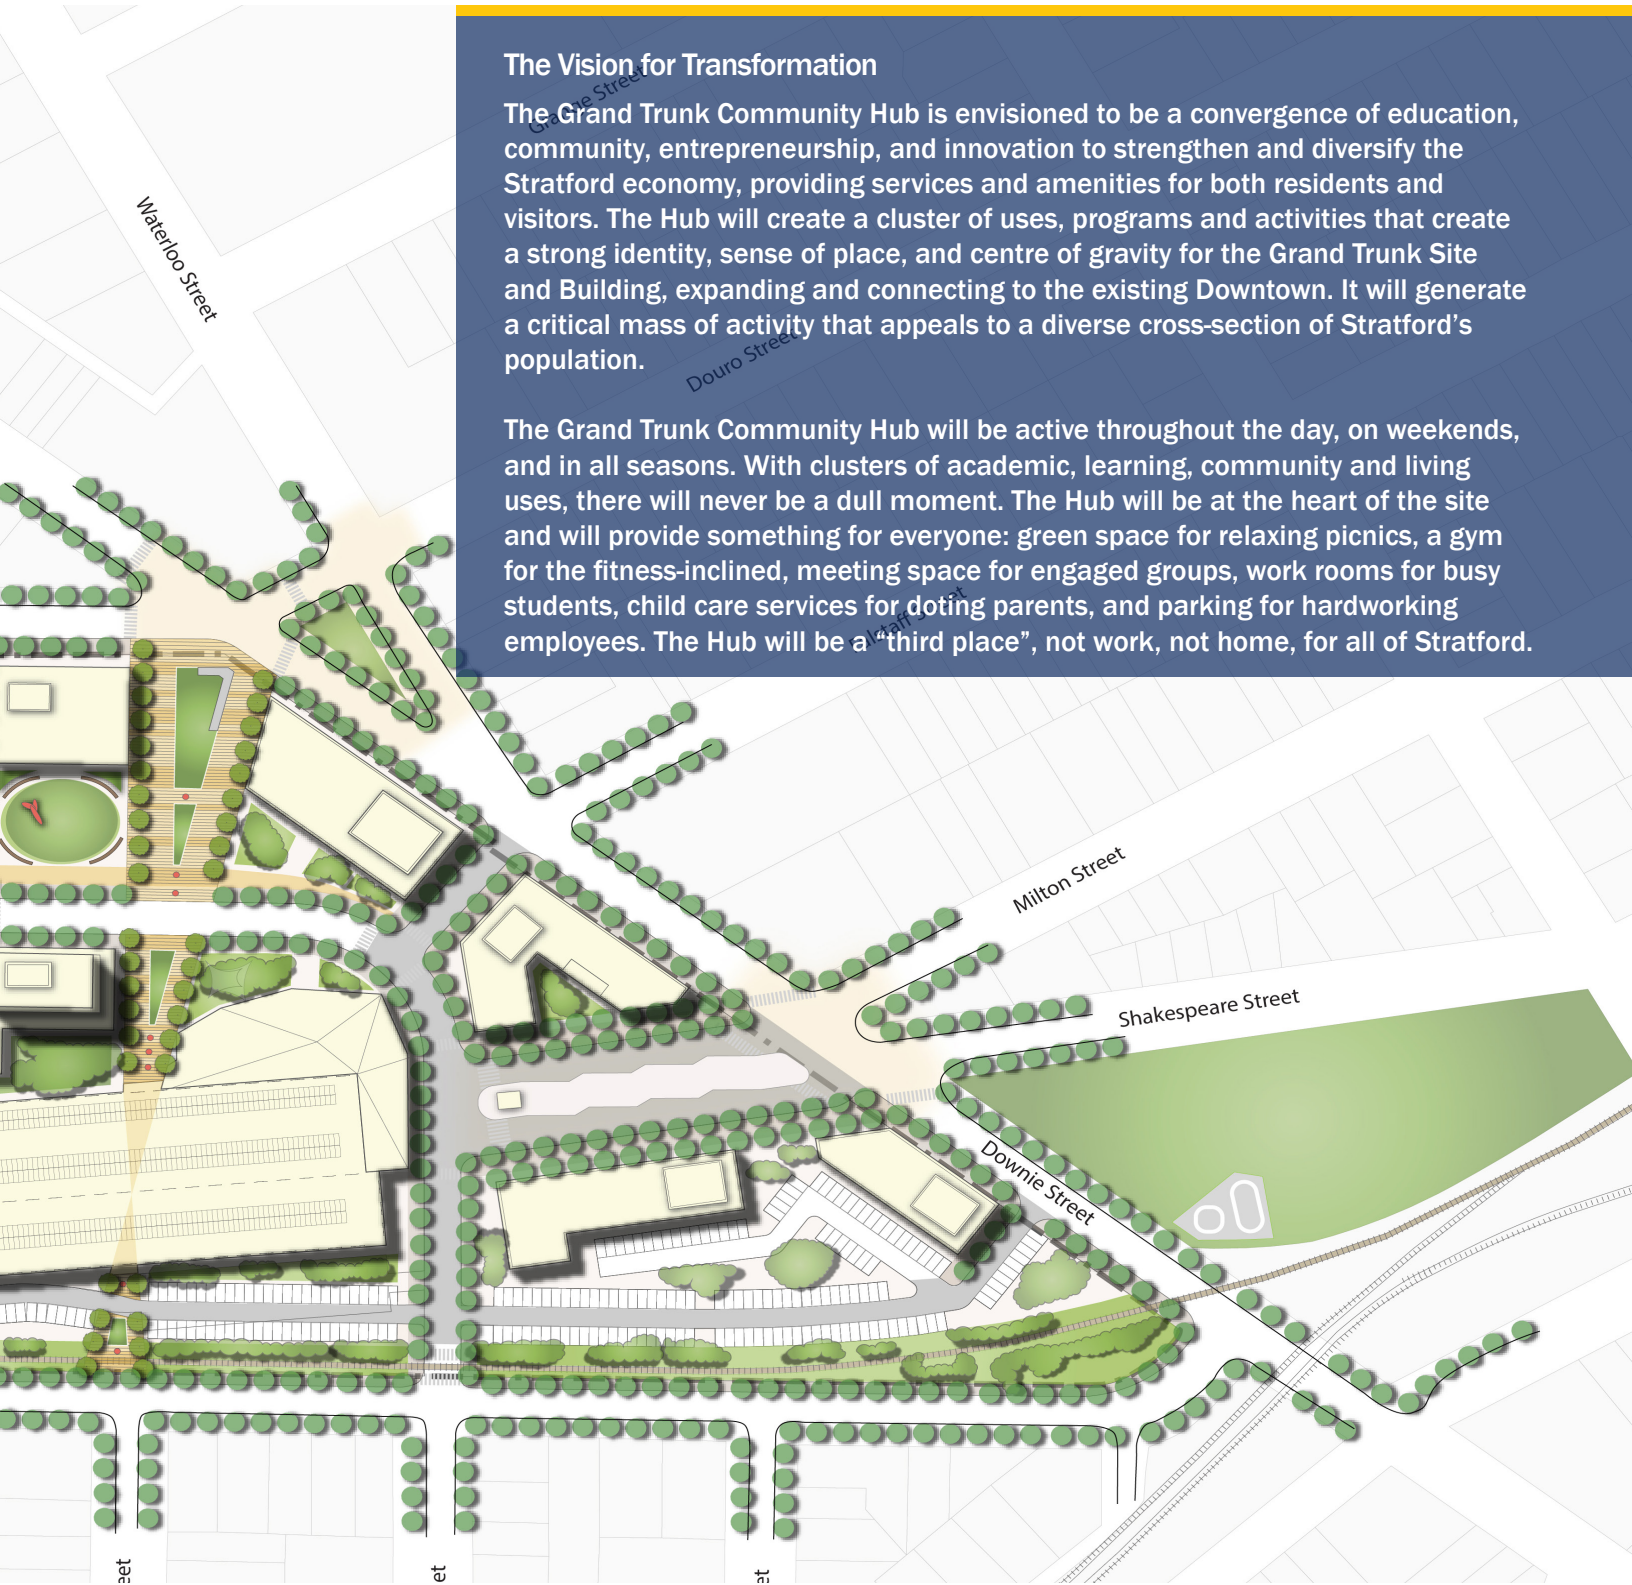 The Vision for Transformation
The Grand Trunk Community Hub is envisioned to be a convergence of education,
community, entrepreneurship, and innovation to strengthen and diversify the
Stratford economy, providing services and amenities for both residents and
visitors. The Hub will create a cluster of uses, programs and activities that create
a strong identity, sense of place, and centre of gravity for the Grand Trunk Site
and Building, expanding and connecting to the existing Downtown. It will generate
a critical mass of activity that appeals to a diverse cross-section of Stratford’s
population.
The Grand Trunk Community Hub will be active throughout the day, on weekends,
and in all seasons. With clusters of academic, learning, community and living
uses, there will never be a dull moment. The Hub will be at the heart of the site
and will provide something for everyone: green space for relaxing picnics, a gym
for the fitness-inclined, meeting space for engaged groups, work rooms for busy
students, child care services for doting parents, and parking for hardworking
employees. The Hub will be a “third place”, not work, not home, for all of Stratford.
Grange Street
Waterloo Street
Douro Street
Falstaff Street
Milton Street
Shakespeare Street
Downie Street
eet
et
et